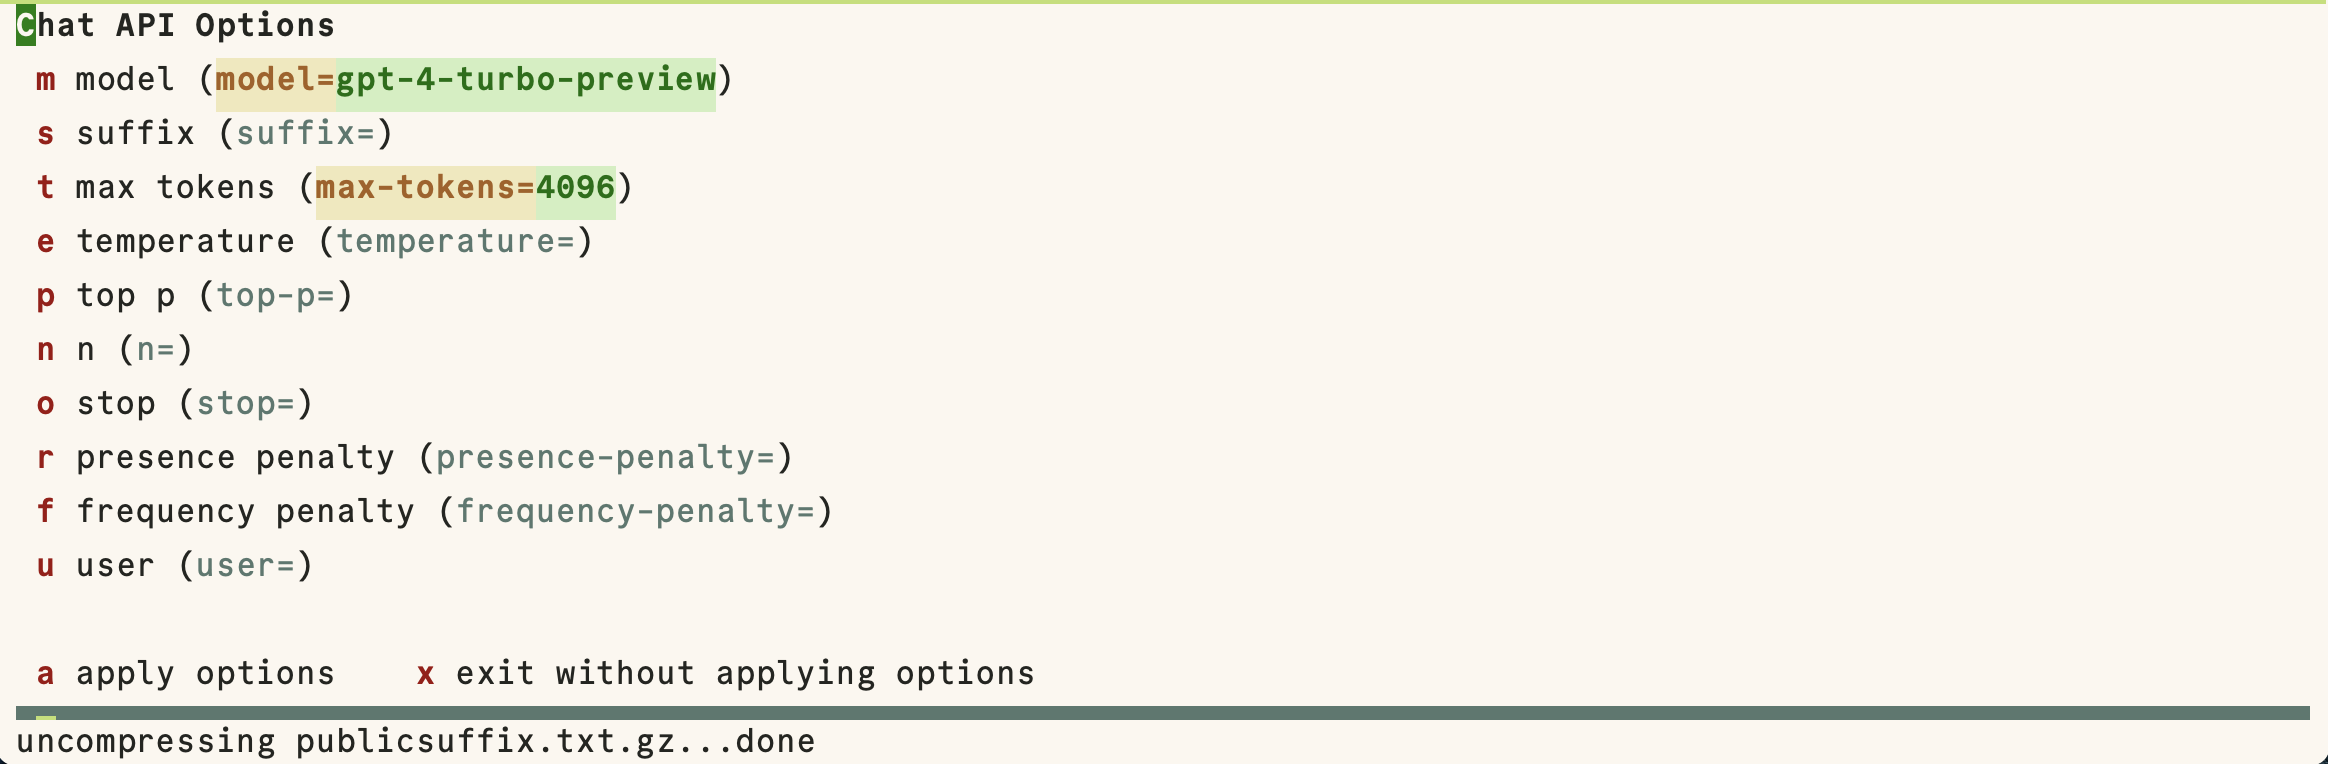 Chat API Options
m model (model=gpt-4-turbo-preview)
s suffix (suffix=)
t max tokens (max-tokens=4096)
e temperature (temperature=)
p top p (top-p=)
n n (n=)
o stop (stop=)
r presence penalty (presence-penalty=)
f frequency penalty (frequency-penalty=)
u user (user=)
a apply options    x exit without applying options
uncompressing publicsuffix.txt.gz...done